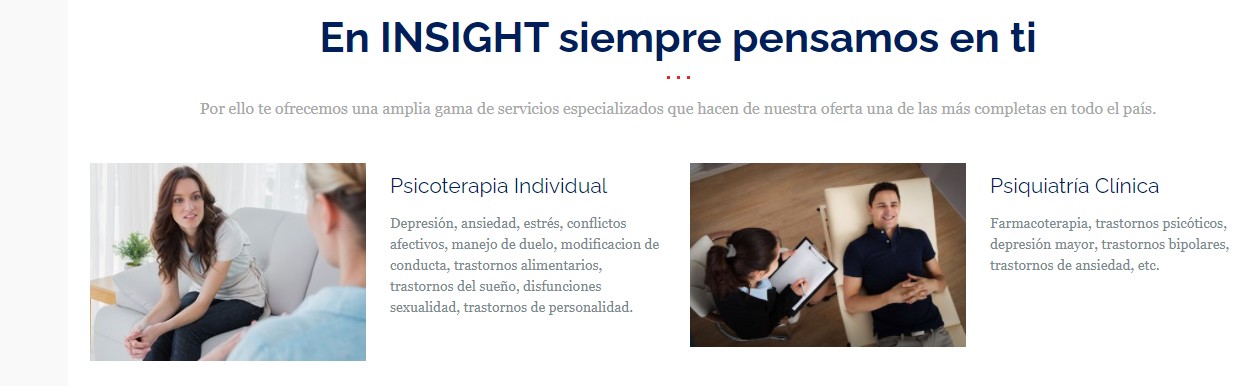 En INSIGHT siempre pensamos en ti
Por ello te ofrecemos una amplia gama de servicios especializados que hacen de nuestra oferta una de las más completas en todo el país.
Psicoterapia Individual
Depresión, ansiedad, estrés, conflictos
afectivos, manejo de duelo, modificacion de
conducta, trastornos alimentarios,
trastornos del sueño, disfunciones
sexualidad, trastornos de personalidad.
Psiquiatría Clínica
Farmacoterapia, trastornos psicóticos,
depresión mayor, trastornos bipolares,
trastornos de ansiedad, etc.